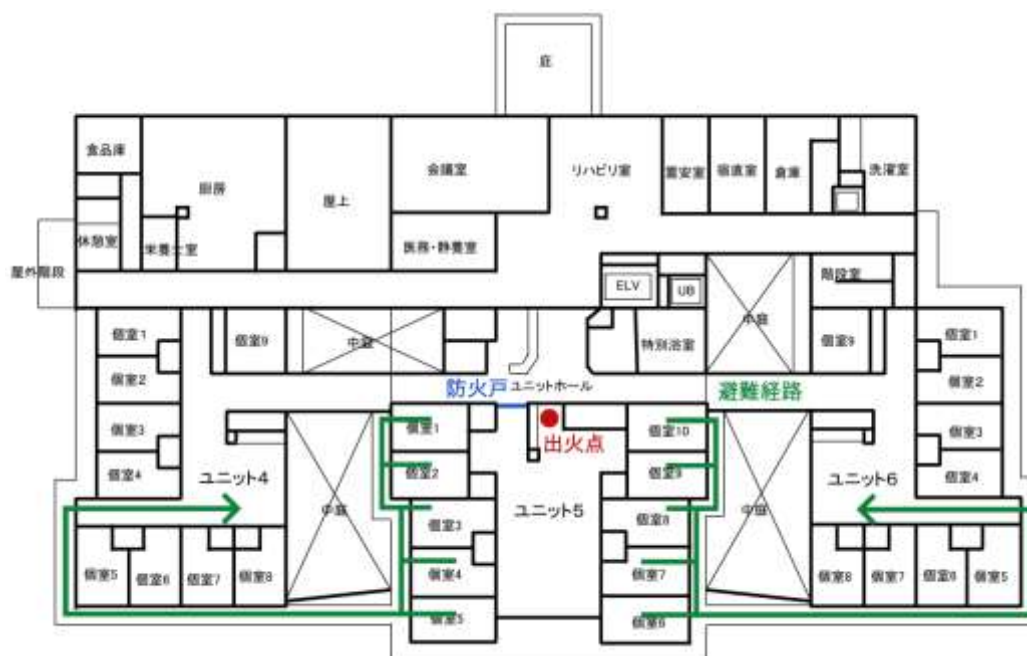 庇
食品庫
厨房
屋上
会議室
リハビリ室
霊安室
宿直室
倉庫
洗濯室
休憩室
栄養士室
医務・静養室
屋外階段
ELV
UB
階段室
中庭
個室1
個室9
中庭
特別浴室
個室9
個室1
個室2
防火戸
ユニットホール
避難経路
個室2
個室3
個室1
出火点
個室10
個室3
個室4
ユニット4
個室2
個室9
ユニット6
個室4
中庭
個室3
ユニット5
個室8
中庭
個室5
個室6
個室7
個室8
個室4
個室7
個室8
個室7
個室6
個室5
個室5
個室6